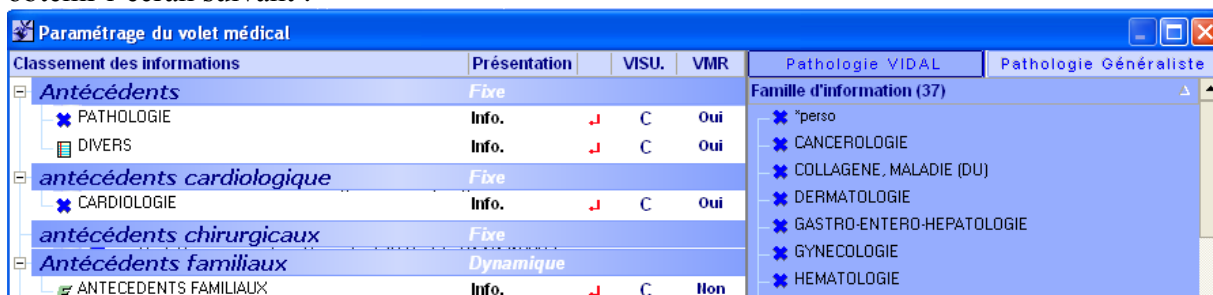 Paramétrage du volet médical
Classement des informations Présentation VISU. VMR Pathologie VIDAL Pathologie Généraliste
Antécédents Fixe Famille d'information (37)
PATHOLOGIE Info. C Oui *perso
DIVERS Info. C Oui CANCEROLOGIE
antécédents cardiologique Fixe COLLAGENE, MALADIE (DU)
CARDIOLOGIE Info. C Oui DERMATOLOGIE
antécédents chirurgicaux Fixe GASTRO-ENTERO-HEPATOLOGIE
Antécédents familiaux Dynamique GYNECOLOGIE
ANTECEDENTS FAMILIAUX Info. C Non HEMATOLOGIE